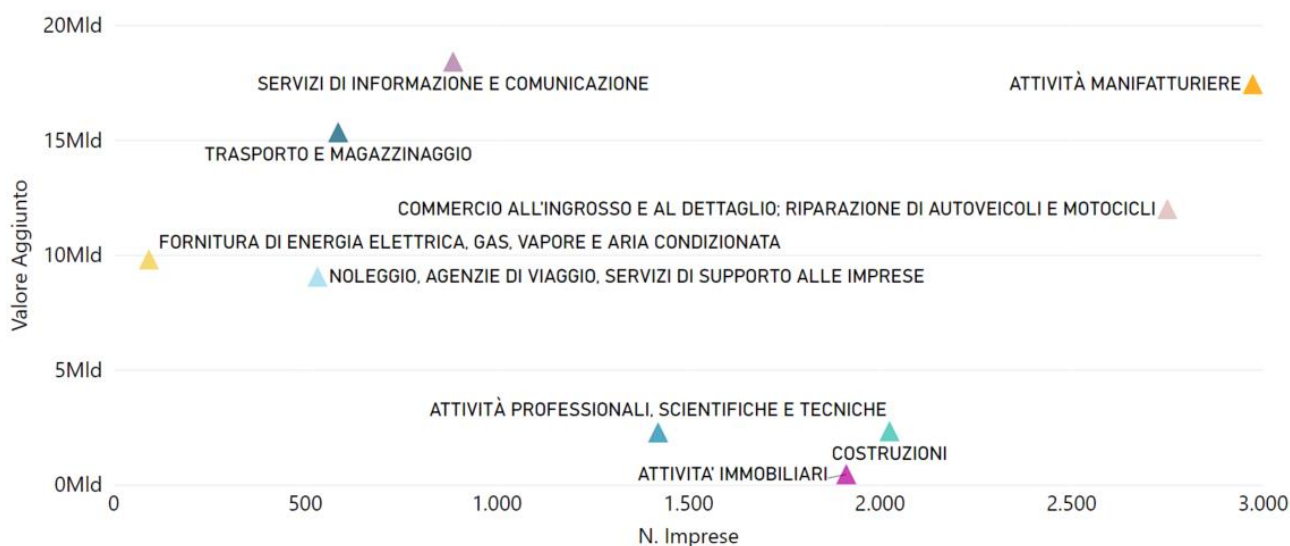 20Mld
SERVIZI DI INFORMAZIONE E COMUNICAZIONE
ATTIVITÀ MANIFATTURIERE
15Mld
TRASPORTO E MAGAZZINAGGIO
Valore Aggiunto
COMMERCIO ALL'INGROSSO E AL DETTAGLIO; RIPARAZIONE DI AUTOVEICOLI E MOTOCICLI
FORNITURA DI ENERGIA ELETTRICA, GAS, VAPORE E ARIA CONDIZIONATA
10Mld
NOLEGGIO, AGENZIE DI VIAGGIO, SERVIZI DI SUPPORTO ALLE IMPRESE
5Mld
ATTIVITÀ PROFESSIONALI, SCIENTIFICHE E TECNICHE
COSTRUZIONI
ATTIVITA' IMMOBILIARI
0Mld
0 500 1.000 1.500 2.000 2.500 3.000
N. Imprese